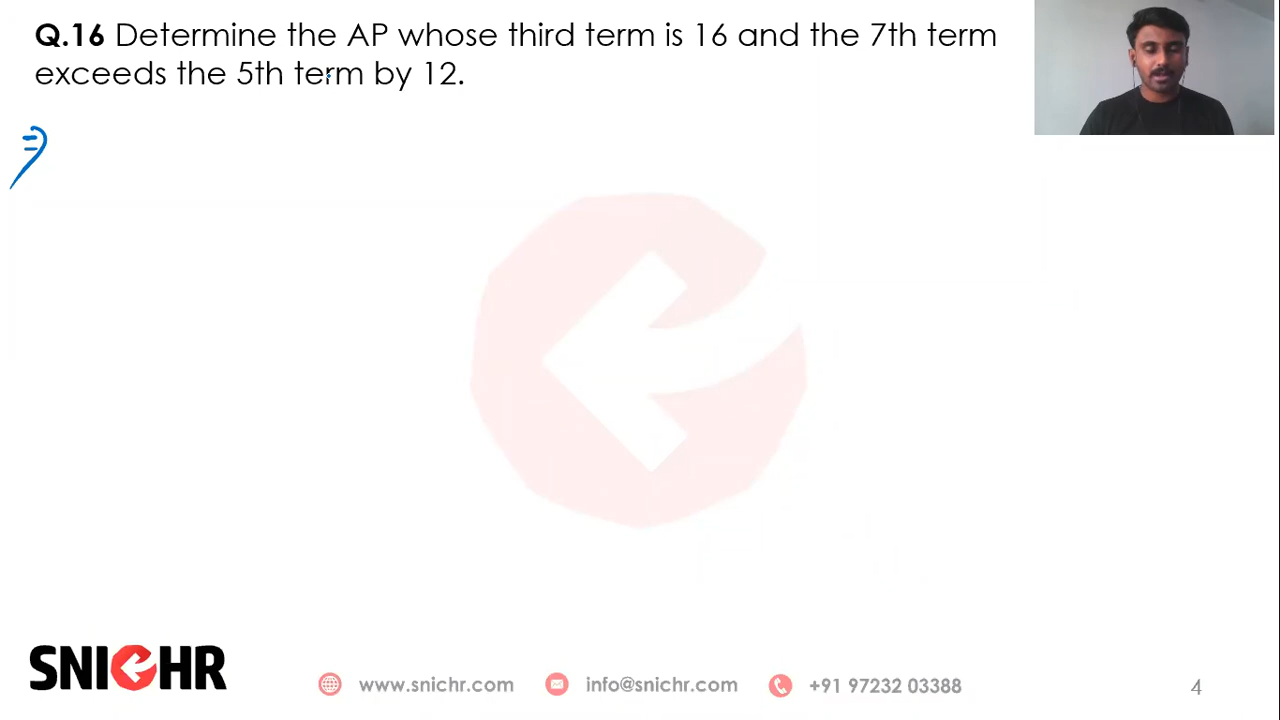 Q.16 Determine the AP whose third term is 16 and the 7th term
exceeds the 5th term by 12.
SNICHR
www.snichr.com
info@snichr.com
+91 97232 03388
4